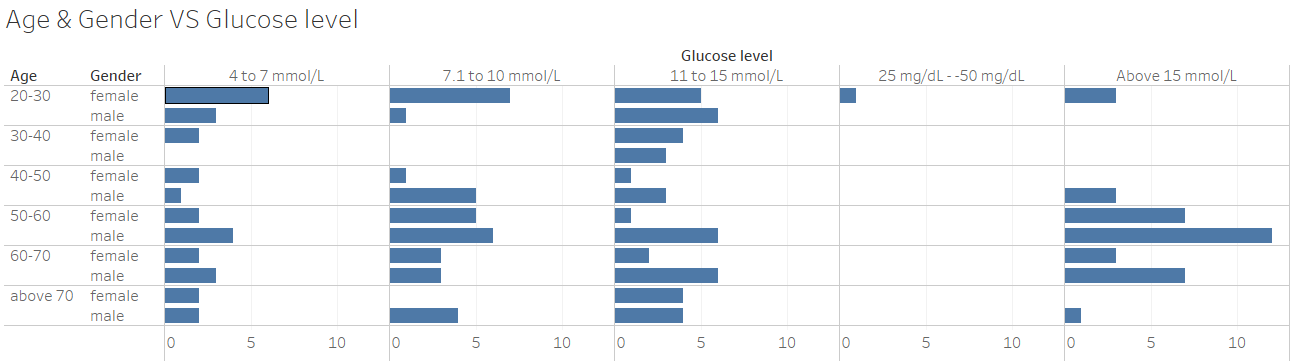 Age & Gender VS Glucose level
Glucose level
Age Gender 4 to 7 mmol/L 7.1 to 10 mmol/L 11 to 15 mmol/L 25 mg/dL - -50 mg/dL Above 15 mmol/L
20-30 female
male
30-40 female
male
40-50 female
male
50-60 female
male
60-70 female
male
above 70 female
male
0 5 10 0 5 10 0 5 10 0 5 10 0 5 10